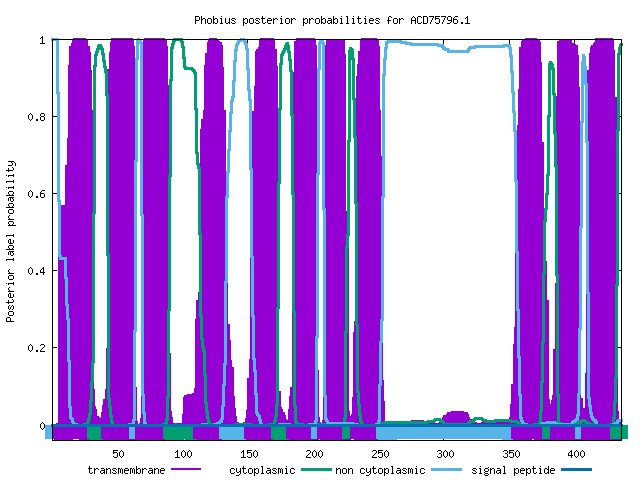 Phobius posterior probabilities for ACD75796.1
1
0.8
0.6
0.4
0.2
0
Posterior label probability
50 100 150 200 250 300 350 400
transmembrane cytoplasmic non cytoplasmic signal peptide